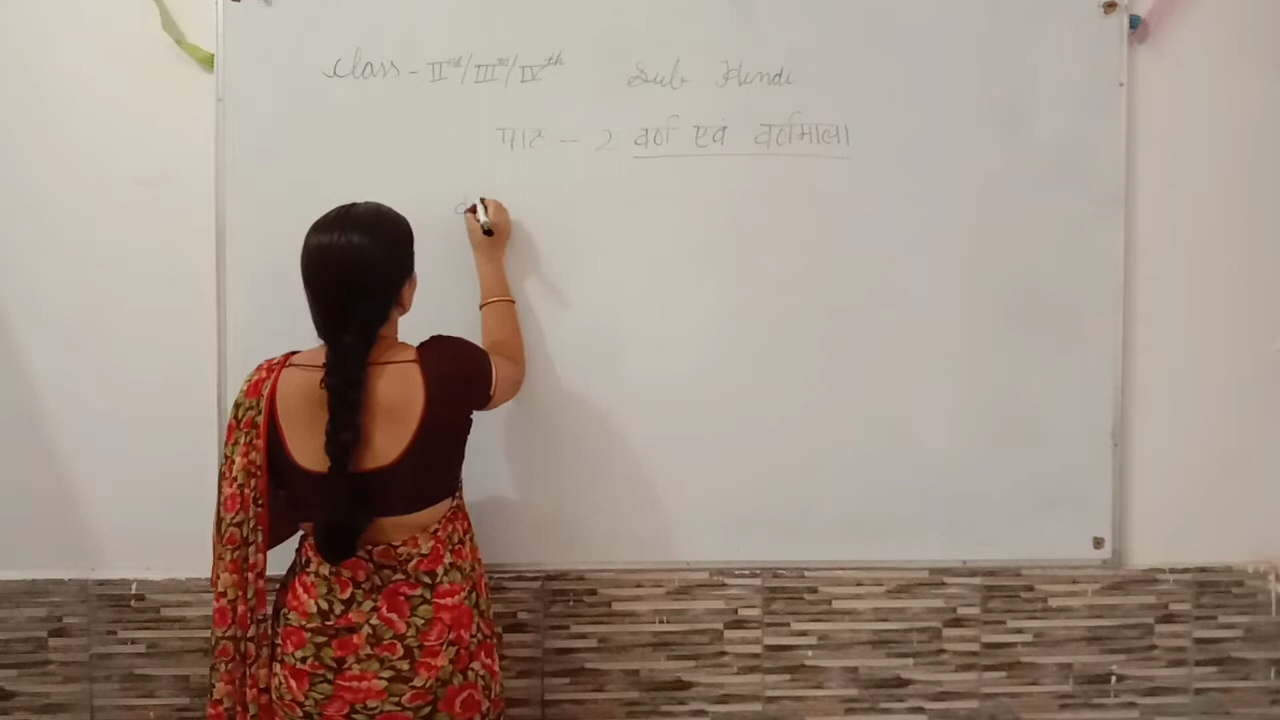 Class - IInd/IIIrd/IVth Sub Hindi
पाठ - 2 वर्ण एवं वर्णमाला